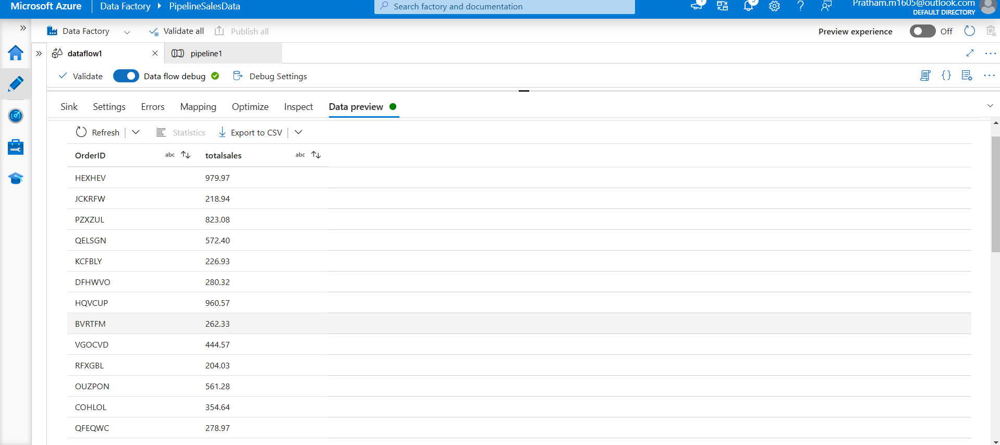 Microsoft Azure Data Factory PipelineSalesData Search factory and documentation 1 Pratham.m1605@outlook.com
DEFAULT DIRECTORY
Data Factory Validate all Publish all Preview experience Off
dataflow1 pipeline1
Validate Data flow debug Debug Settings
Sink Settings Errors Mapping Optimize Inspect Data preview
Refresh Statistics Export to CSV
OrderID abc totalsales abc
HEXHEV 979.97
JCKRFW 218.94
PZXZUL 823.08
QELSGN 572.40
KCFBLY 226.93
DFHWVO 280.32
HQVCUP 960.57
BVRTFM 262.33
VGOCVD 444.57
RFXGBL 204.03
OUZPON 561.28
COHLOL 354.64
QFEQWC 278.97